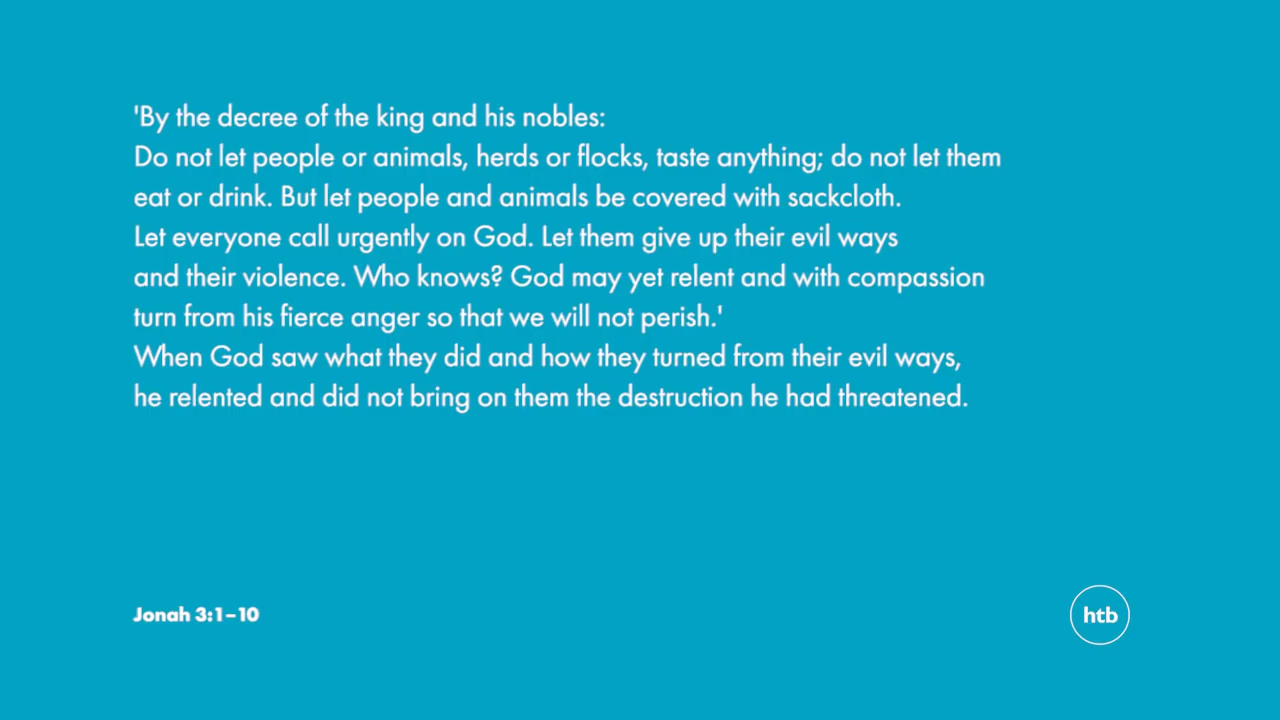 'By the decree of the king and his nobles:
Do not let people or animals, herds or flocks, taste anything; do not let them
eat or drink. But let people and animals be covered with sackcloth.
Let everyone call urgently on God. Let them give up their evil ways
and their violence. Who knows? God may yet relent and with compassion
turn from his fierce anger so that we will not perish.'
When God saw what they did and how they turned from their evil ways,
he relented and did not bring on them the destruction he had threatened.
Jonah 3:1–10
htb